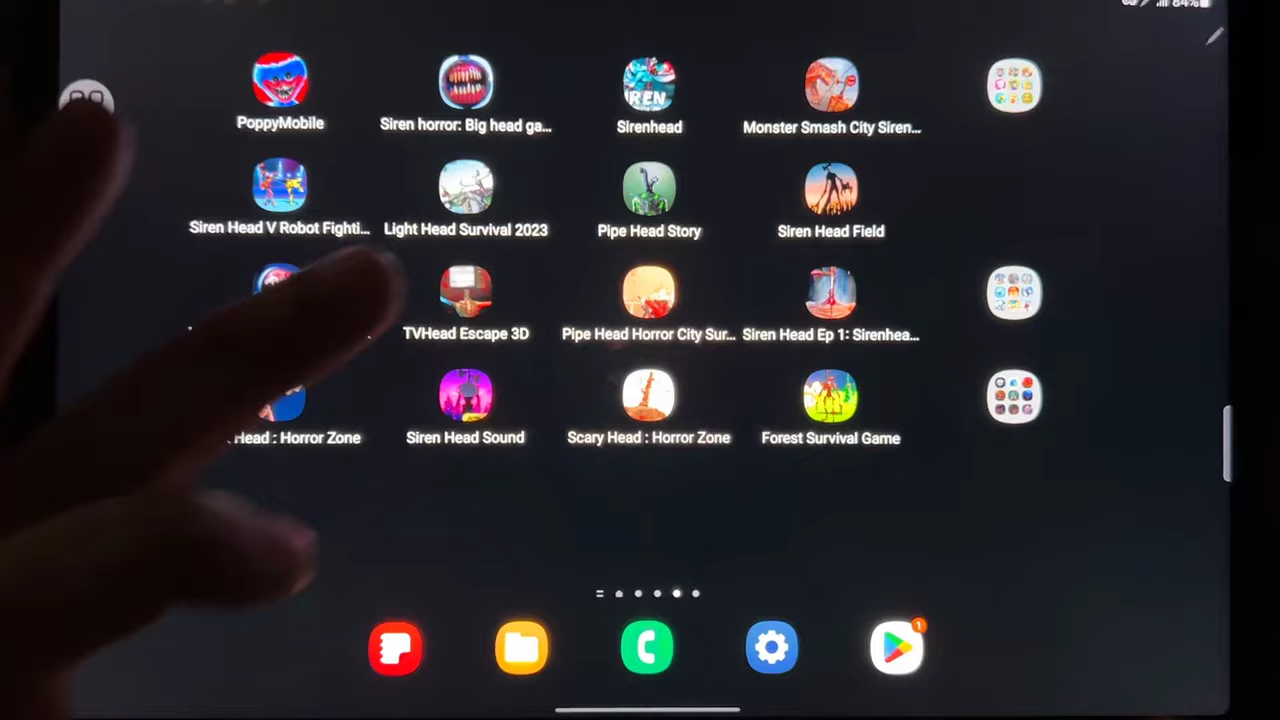 84%
PoppyMobile
Siren horror: Big head ga...
Sirenhead
Monster Smash City Siren...
Siren Head V Robot Fighti...
Light Head Survival 2023
Pipe Head Story
Siren Head Field
TVHead Escape 3D
Pipe Head Horror City Sur...
Siren Head Ep 1: Sirenhea...
Head : Horror Zone
Siren Head Sound
Scary Head : Horror Zone
Forest Survival Game
1